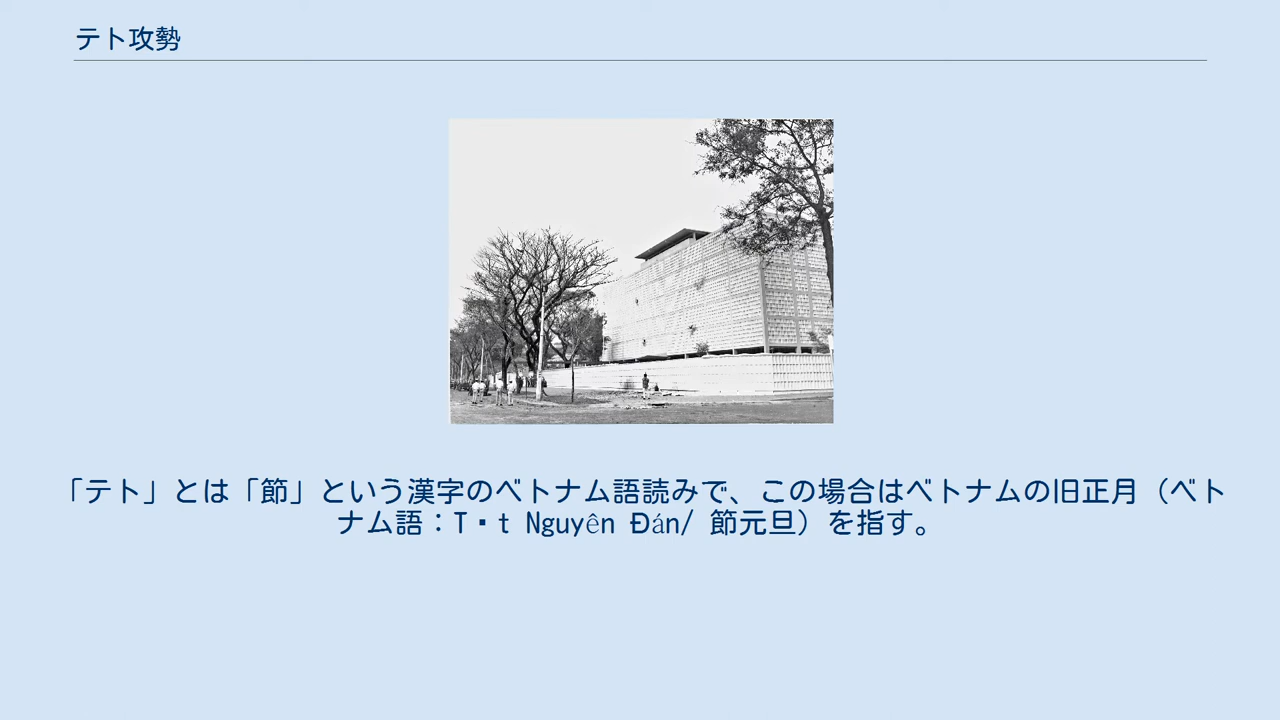 テト攻勢
「テト」とは「節」という漢字のベトナム語読みで、この場合はベトナムの旧正月（ベト
ナム語：T▪t Nguyên Đán/ 節元旦）を指す。